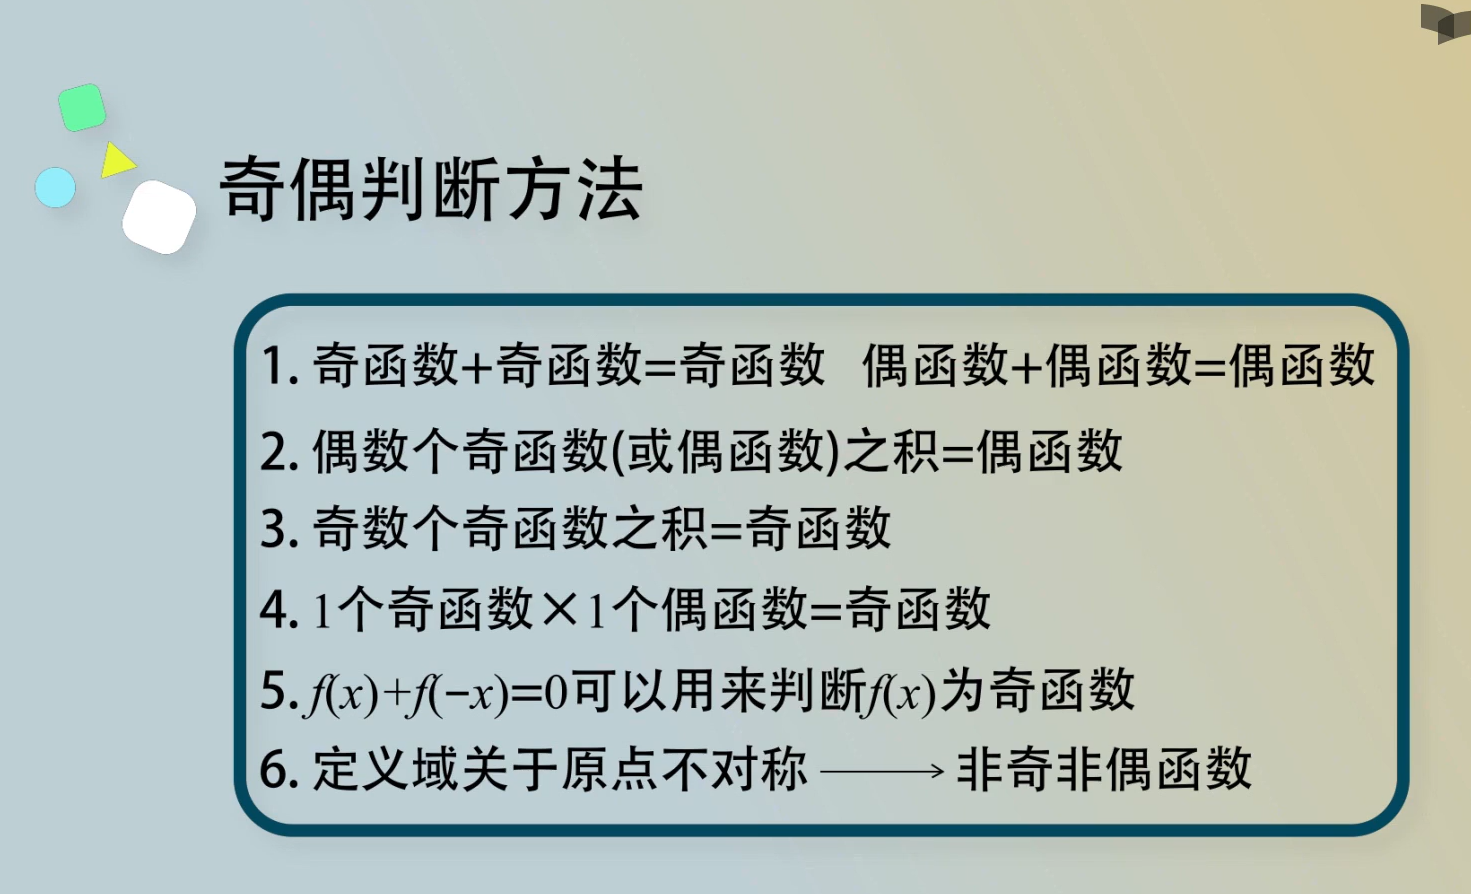 奇偶判断方法
1. 奇函数+奇函数=奇函数 偶函数+偶函数=偶函数
2. 偶数个奇函数(或偶函数)之积=偶函数
3. 奇数个奇函数之积=奇函数
4. 1个奇函数×1个偶函数=奇函数
5. f(x)+f(−x)=0可以用来判断f(x)为奇函数
6. 定义域关于原点不对称 ⟶ 非奇非偶函数